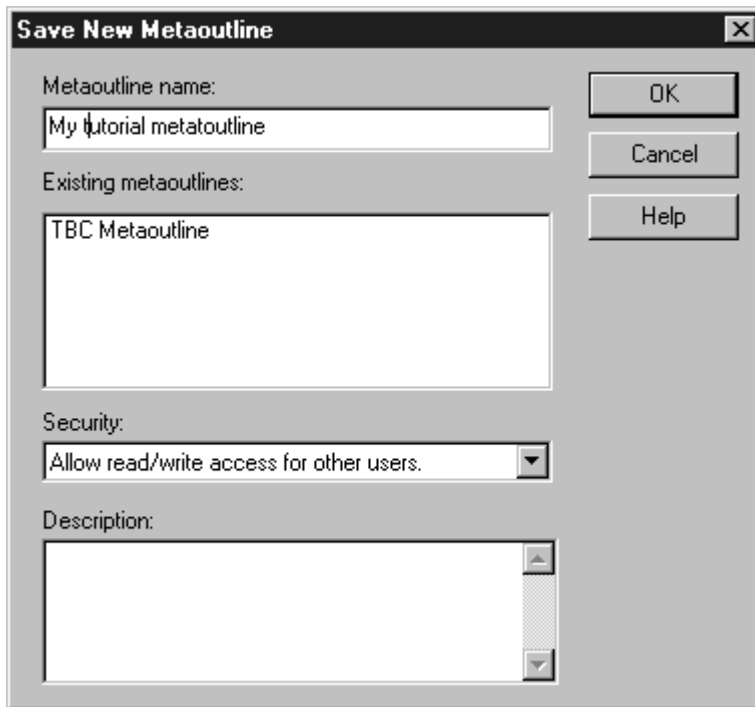 Save New Metaoutline
Metaoutline name:
OK
My tutorial metatoutline
Cancel
Existing metaoutlines:
Help
TBC Metaoutline
Security:
Allow read/write access for other users.
Description: